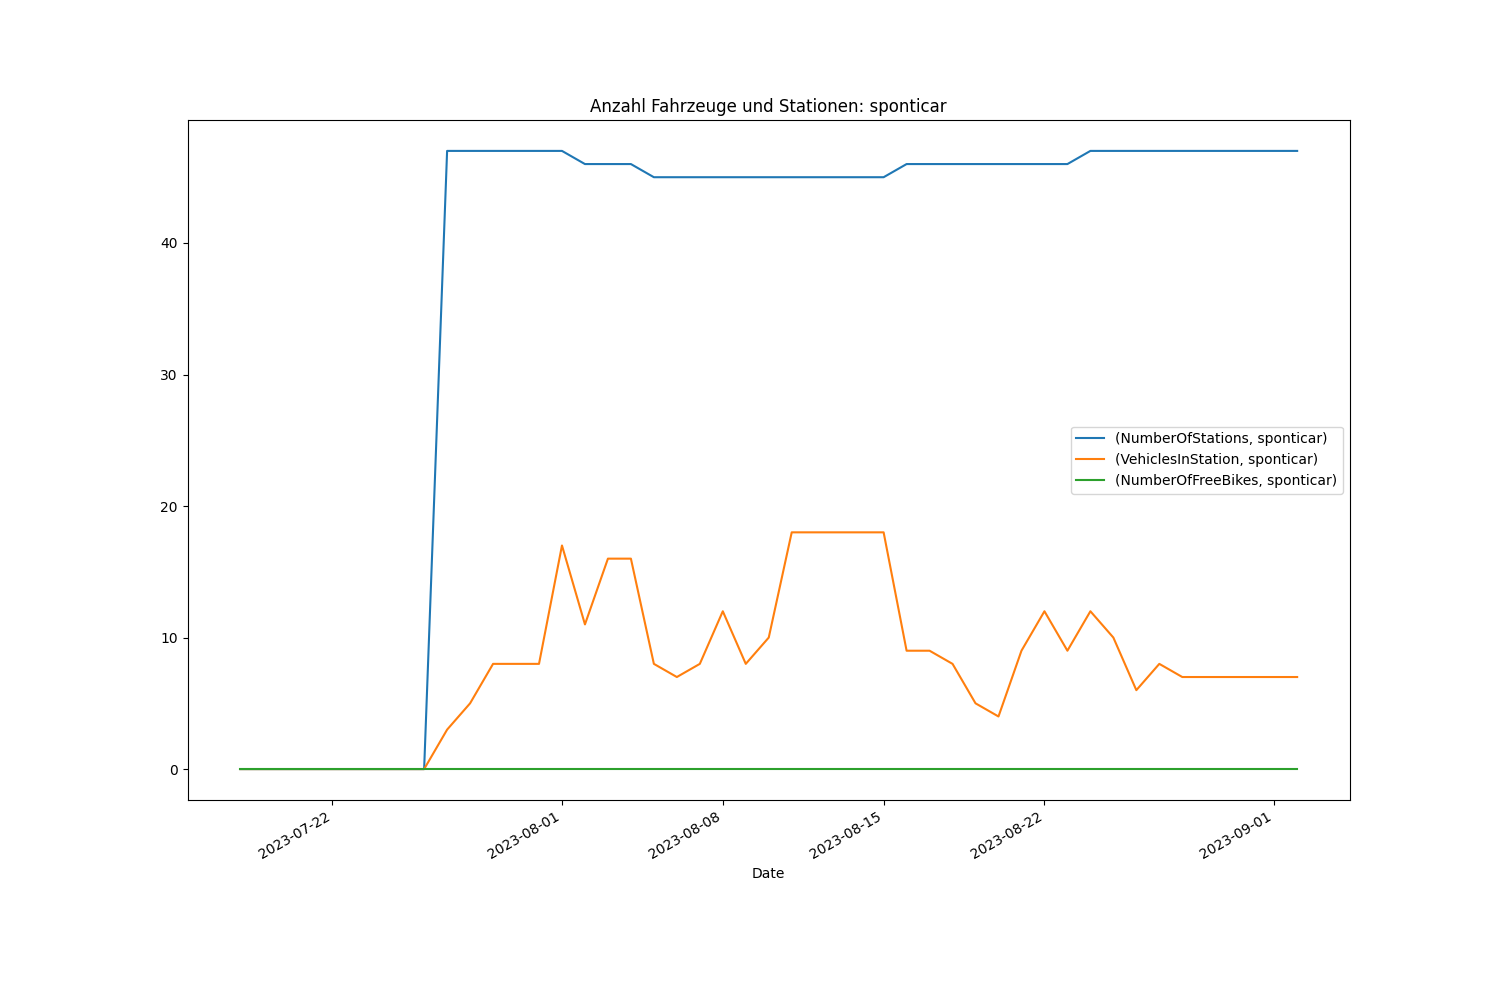 Anzahl Fahrzeuge und Stationen: sponticar
40
30
20
10
0
(NumberOfStations, sponticar)
(VehiclesInStation, sponticar)
(NumberOfFreeBikes, sponticar)
2023-07-22
2023-08-01
2023-08-08
2023-08-15
2023-08-22
2023-09-01
Date